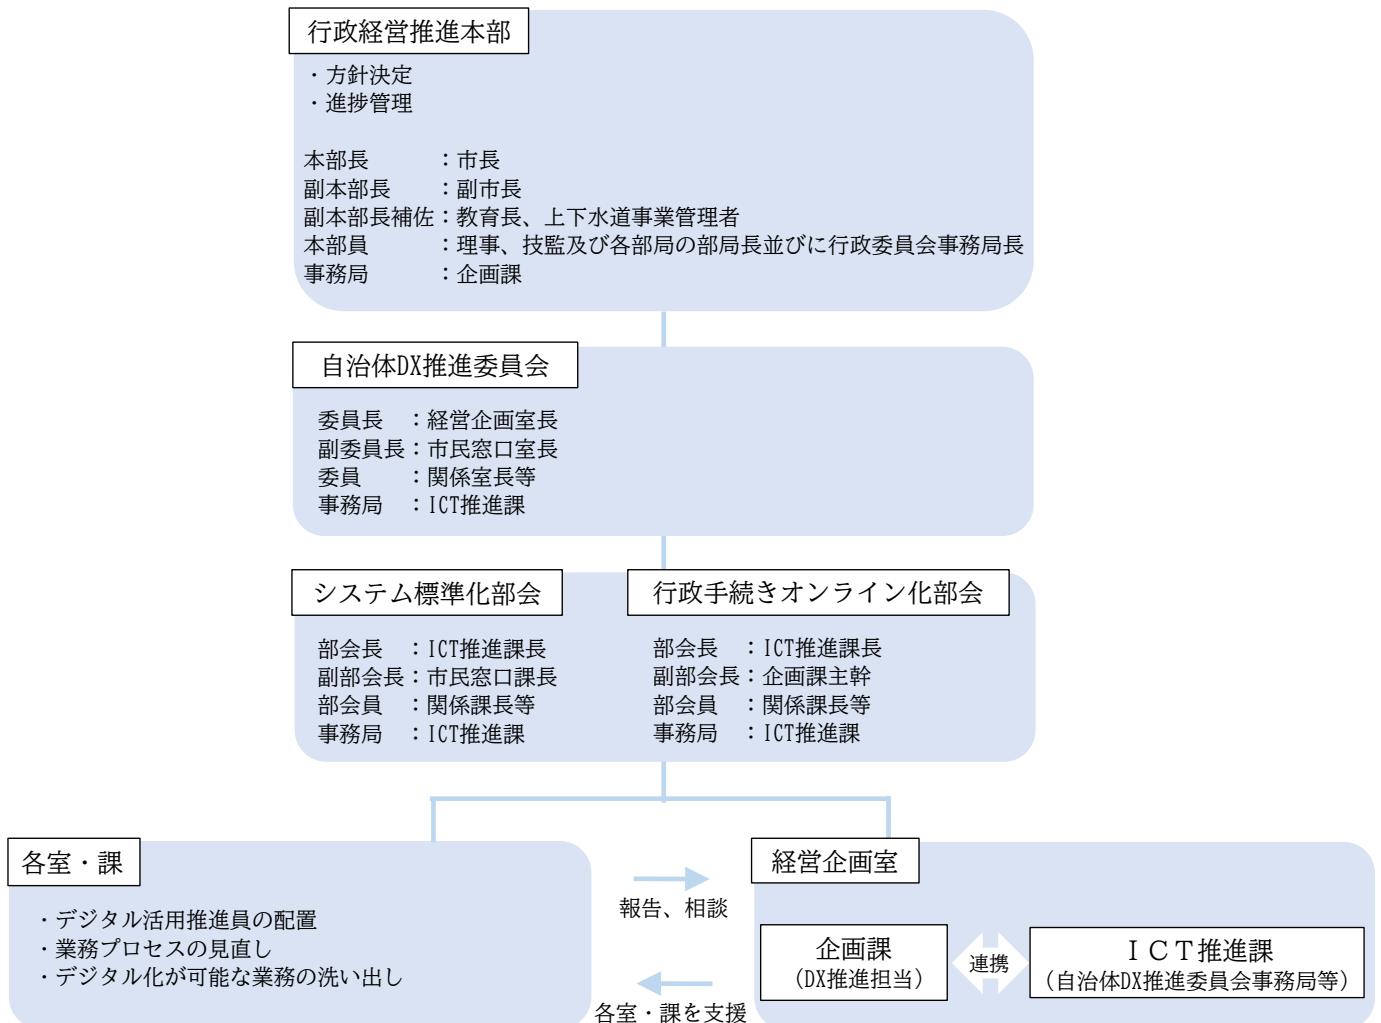 行政経営推進本部
・方針決定
・進捗管理
本部長　　　：市長
副本部長　　：副市長
副本部長補佐：教育長、上下水道事業管理者
本部員　　　：理事、技監及び各部局の部局長並びに行政委員会事務局長
事務局　　　：企画課
自治体DX推進委員会
委員長　：経営企画室長
副委員長：市民窓口室長
委員　　：関係室長等
事務局　：ICT推進課
システム標準化部会
部会長　：ICT推進課長
副部会長：市民窓口課長
部会員　：関係課長等
事務局　：ICT推進課
行政手続きオンライン化部会
部会長　：ICT推進課長
副部会長：企画課主幹
部会員　：関係課長等
事務局　：ICT推進課
各室・課
・デジタル活用推進員の配置
・業務プロセスの見直し
・デジタル化が可能な業務の洗い出し
報告、相談
各室・課を支援
経営企画室
企画課
（DX推進担当）
連携
ＩＣＴ推進課
（自治体DX推進委員会事務局等）